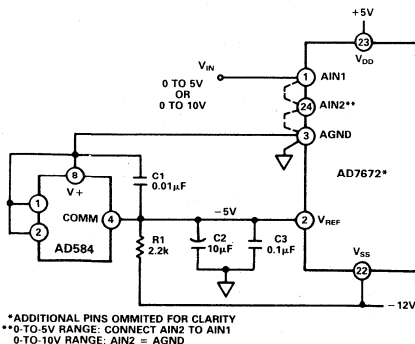 +5V
23
VDD
VIN
1
AIN1
0 TO 5V
OR
0 TO 10V
24
AIN2**
3
AGND
AD7672*
8
V+
C1
0.01µF
1
COMM
4
-5V
2
VREF
2
AD584
R1
2.2k
C2
10µF
C3
0.1µF
VSS
22
-12V
*ADDITIONAL PINS OMMITED FOR CLARITY
**0-TO-5V RANGE: CONNECT AIN2 TO AIN1
0-TO-10V RANGE: AIN2 = AGND